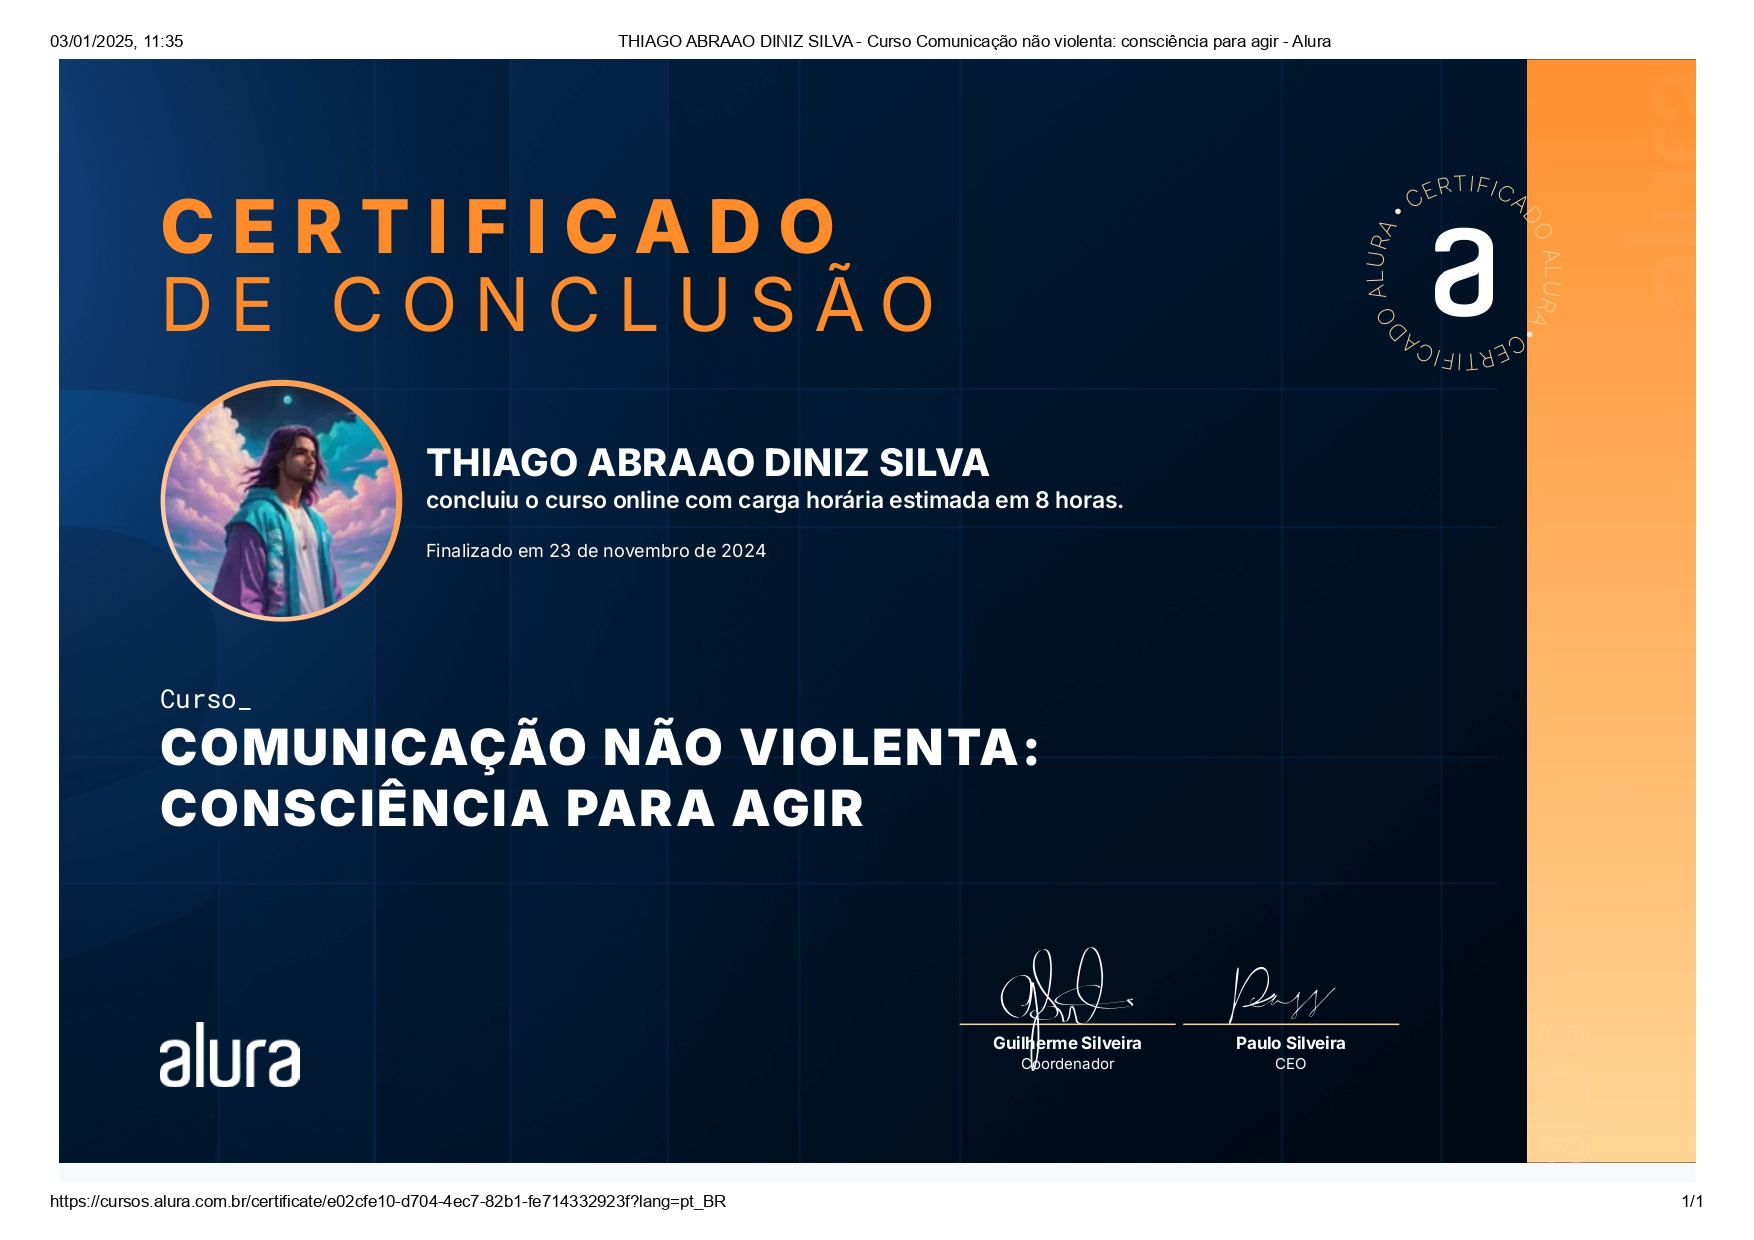 03/01/2025, 11:35
THIAGO ABRAAO DINIZ SILVA - Curso Comunicação não violenta: consciência para agir - Alura
CERTIFICADO
DE CONCLUSÃO
CERTIFICADO ALURA • CERTIFICADO ALURA •
a
THIAGO ABRAAO DINIZ SILVA
concluiu o curso online com carga horária estimada em 8 horas.
Finalizado em 23 de novembro de 2024
Curso_
COMUNICAÇÃO NÃO VIOLENTA:
CONSCIÊNCIA PARA AGIR
alura
Guilherme Silveira
Coordenador
Paulo Silveira
CEO
alura
alura
https://cursos.alura.com.br/certificate/e02cfe10-d704-4ec7-82b1-fe714332923f?lang=pt_BR
1/1